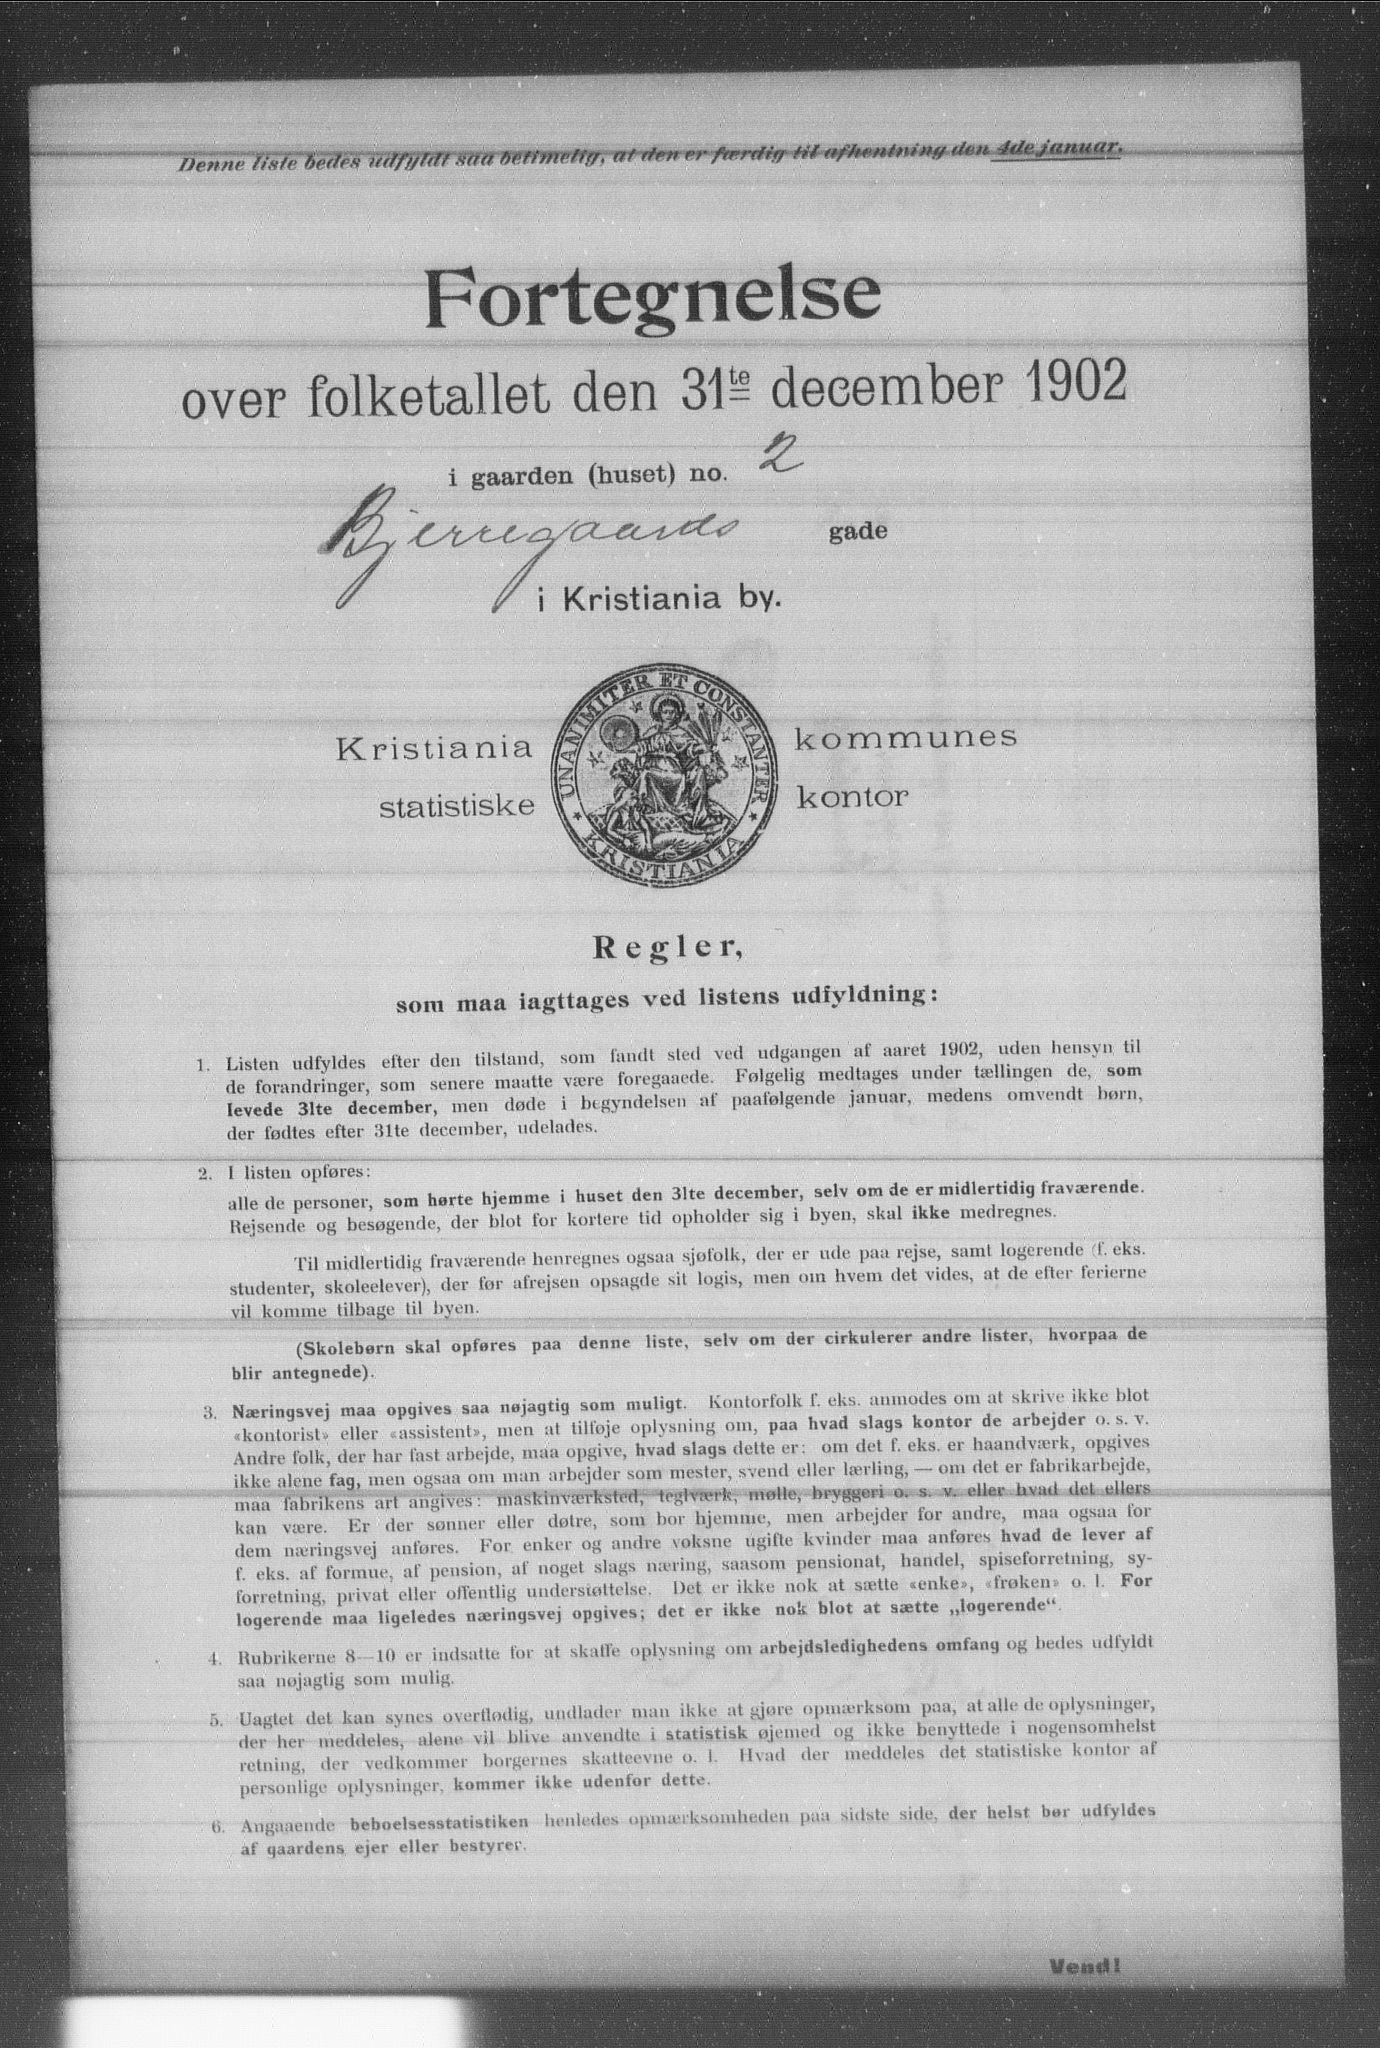 Denne liste bedes udfyldt saa betimelig, at den er færdig til afhentning den 4de januar.
Fortegnelse
over folketallet den 31te december 1902
i gaarden (huset) no. 2
Bjerregaards gade
i Kristiania by.
UNANIMITER ET CONSTANTER
KRISTIANIA
Kristiania kommunes
statistiske kontor
Regler,
som maa iagttages ved listens udfyldning:
1. Listen udfyldes efter den tilstand, som fandt sted ved udgangen af aaret 1902, uden hensyn til
de forandringer, som senere maatte være foregaaede. Følgelig medtages under tællingen de, som
levede 31te december, men døde i begyndelsen af paafølgende januar, medens omvendt børn,
der fødtes efter 31te december, udelades.
2. I listen opføres:
alle de personer, som hørte hjemme i huset den 31te december, selv om de er midlertidig fraværende.
Rejsende og besøgende, der blot for kortere tid opholder sig i byen, skal ikke medregnes.
Til midlertidig fraværende henregnes ogsaa sjøfolk, der er ude paa rejse, samt logerende (f. eks.
studenter, skoleelever), der før afrejsen opsagde sit logis, men om hvem det vides, at de efter ferierne
vil komme tilbage til byen.
(Skolebørn skal opføres paa denne liste, selv om der cirkulerer andre lister, hvorpaa de
blir antegnede).
3. Næringsvej maa opgives saa nøjagtig som muligt. Kontorfolk f. eks. anmodes om at skrive ikke blot
«kontorist» eller «assistent», men at tilføje oplysning om, paa hvad slags kontor de arbejder o. s. v.
Andre folk, der har fast arbejde, maa opgive, hvad slags dette er: om det f. eks. er haandværk, opgives
ikke alene fag, men ogsaa om man arbejder som mester, svend eller lærling, — om det er fabrikarbejde,
maa fabrikens art angives: maskinværksted, teglværk, mølle, bryggeri o. s. v. eller hvad det ellers
kan være. Er der sønner eller døtre, som bor hjemme, men arbejder for andre, maa ogsaa for
dem næringsvej anføres. For enker og andre voksne ugifte kvinder maa anføres hvad de lever af
f. eks. af formue, af pension, af noget slags næring, saasom pensionat, handel, spiseforretning, sy-
forretning, privat eller offentlig understøttelse. Det er ikke nok at sætte «enke», «frøken» o. l. For
logerende maa ligeledes næringsvej opgives; det er ikke nok blot at sætte „logerende“.
4. Rubrikerne 8—10 er indsatte for at skaffe oplysning om arbejdsledighedens omfang og bedes udfyldt
saa nøjagtig som mulig.
5. Uagtet det kan synes overflødig, undlader man ikke at gjøre opmærksom paa, at alle de oplysninger,
der her meddeles, alene vil blive anvendte i statistisk øjemed og ikke benyttede i nogensomhelst
retning, der vedkommer borgernes skatteevne o. l. Hvad der meddeles det statistiske kontor af
personlige oplysninger, kommer ikke udenfor dette.
6. Angaaende beboelsesstatistiken henledes opmærksomheden paa sidste side, der helst bør udfyldes
af gaardens ejer eller bestyrer.
Vend!